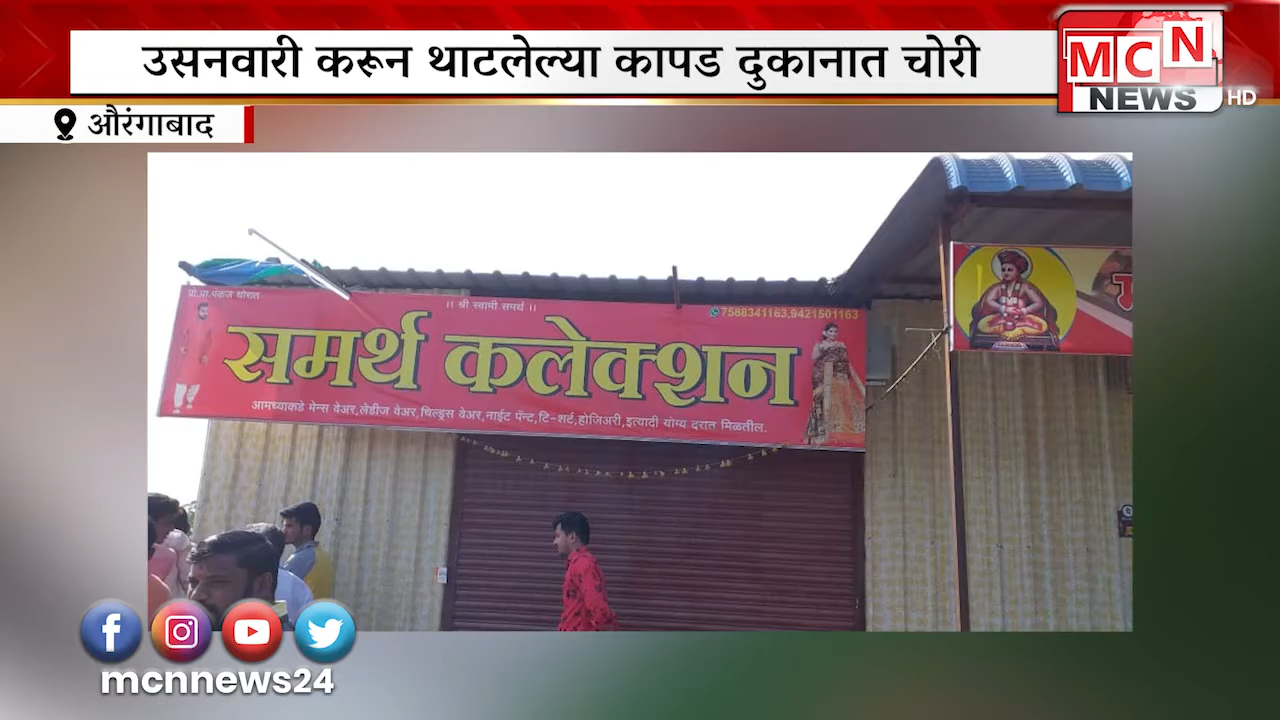 उसनवारी करून थाटलेल्या कापड दुकानात चोरी
MCN
NEWS HD
औरंगाबाद
प्रो.प्रा.पंकज थोरात
।। श्री स्वामी समर्थ ।।
7588341163,9421501163
समर्थ कलेक्शन
आमच्याकडे मेन्स वेअर,लेडीज वेअर,चिल्ड्रस वेअर,नाईट पॅन्ट,टि-शर्ट,होजिअरी,इत्यादी योग्य दरात मिळतील.
mcnnews24